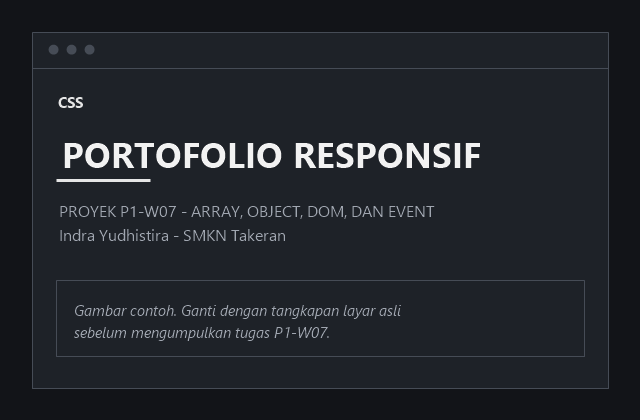 CSS
PORTOFOLIO RESPONSIF
PROYEK P1-W07 - ARRAY, OBJECT, DOM, DAN EVENT
Indra Yudhistira - SMKN Takeran
Gambar contoh. Ganti dengan tangkapan layar asli
sebelum mengumpulkan tugas P1-W07.